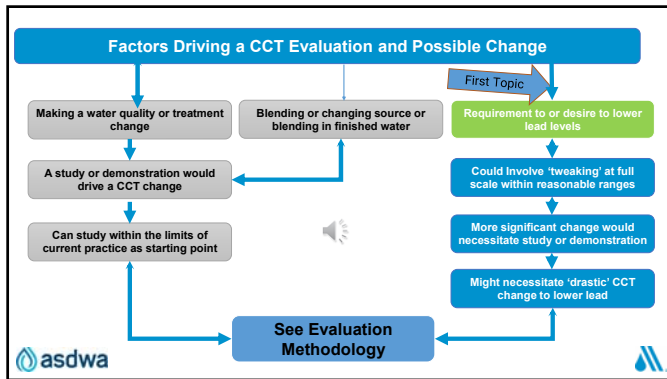 Factors Driving a CCT Evaluation and Possible Change
First Topic
Making a water quality or treatment
change
Blending or changing source or
blending in finished water
Requirement to or desire to lower
lead levels
A study or demonstration would
drive a CCT change
Could Involve ‘tweaking’ at full
scale within reasonable ranges
Can study within the limits of
current practice as starting point
More significant change would
necessitate study or demonstration
Might necessitate ‘drastic’ CCT
change to lower lead
See Evaluation
Methodology
asdwa